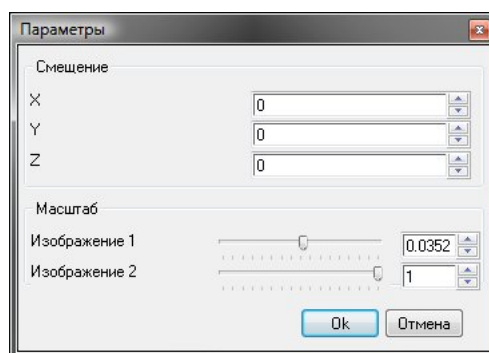 Параметры
Смещение
X 0
Y 0
Z 0
Масштаб
Изображение 1 0.0352
Изображение 2 1
Ok Отмена